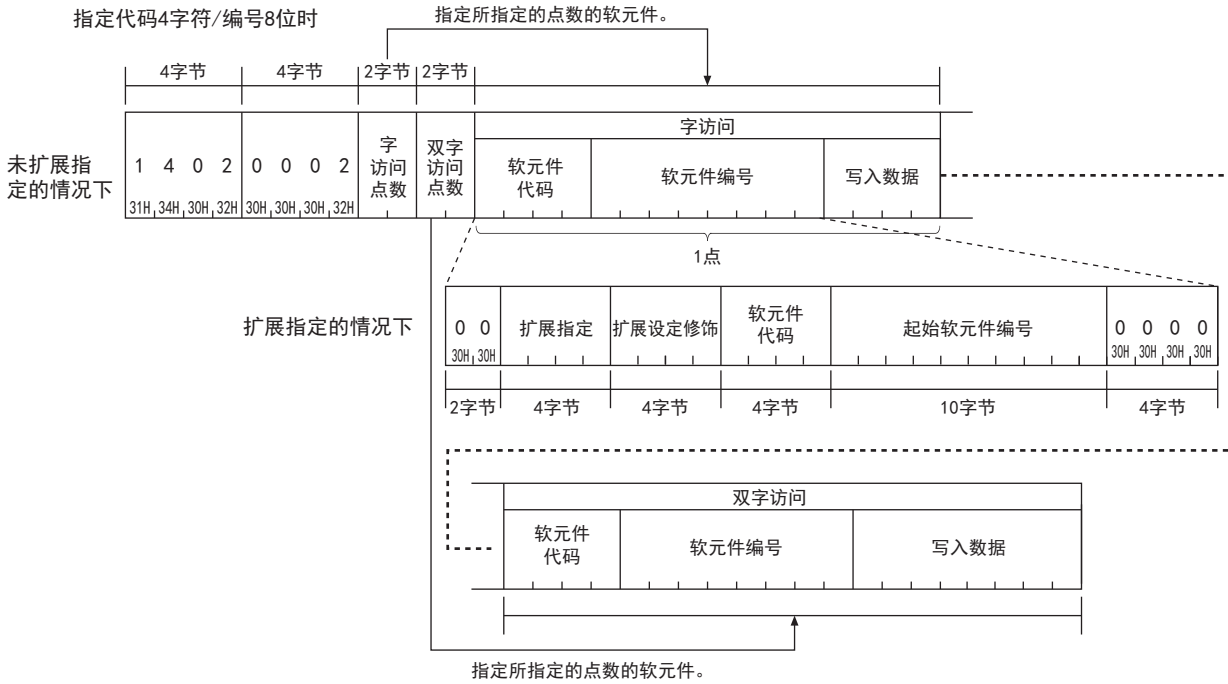 指定代码4字符/编号8位时
指定所指定的点数的软元件。
4字节 4字节 2字节 2字节
未扩展指定的情况下
1 4 0 2 0 0 0 2
31H 34H 30H 32H 30H 30H 30H 32H
字访问点数
双字访问点数
字访问
软元件代码
软元件编号
写入数据
1点
扩展指定的情况下
0 0
30H 30H
扩展指定
扩展设定修饰
软元件代码
起始软元件编号
0 0 0 0
30H 30H 30H 30H
2字节 4字节 4字节 4字节 10字节 4字节
双字访问
软元件代码
软元件编号
写入数据
指定所指定的点数的软元件。